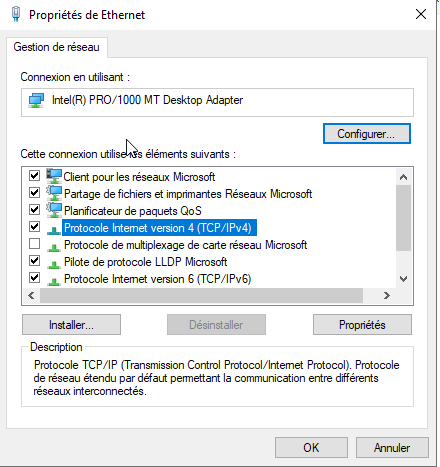 Propriétés de Ethernet
Gestion de réseau
Connexion en utilisant :
Intel(R) PRO/1000 MT Desktop Adapter
Configurer...
Cette connexion utilise les éléments suivants :
Client pour les réseaux Microsoft
Partage de fichiers et imprimantes Réseaux Microsoft
Planificateur de paquets QoS
Protocole Internet version 4 (TCP/IPv4)
Protocole de multiplexage de carte réseau Microsoft
Pilote de protocole LLDP Microsoft
Protocole Internet version 6 (TCP/IPv6)
Installer...
Désinstaller
Propriétés
Description
Protocole TCP/IP (Transmission Control Protocol/Internet Protocol). Protocole
de réseau étendu par défaut permettant la communication entre différents
réseaux interconnectés.
OK
Annuler